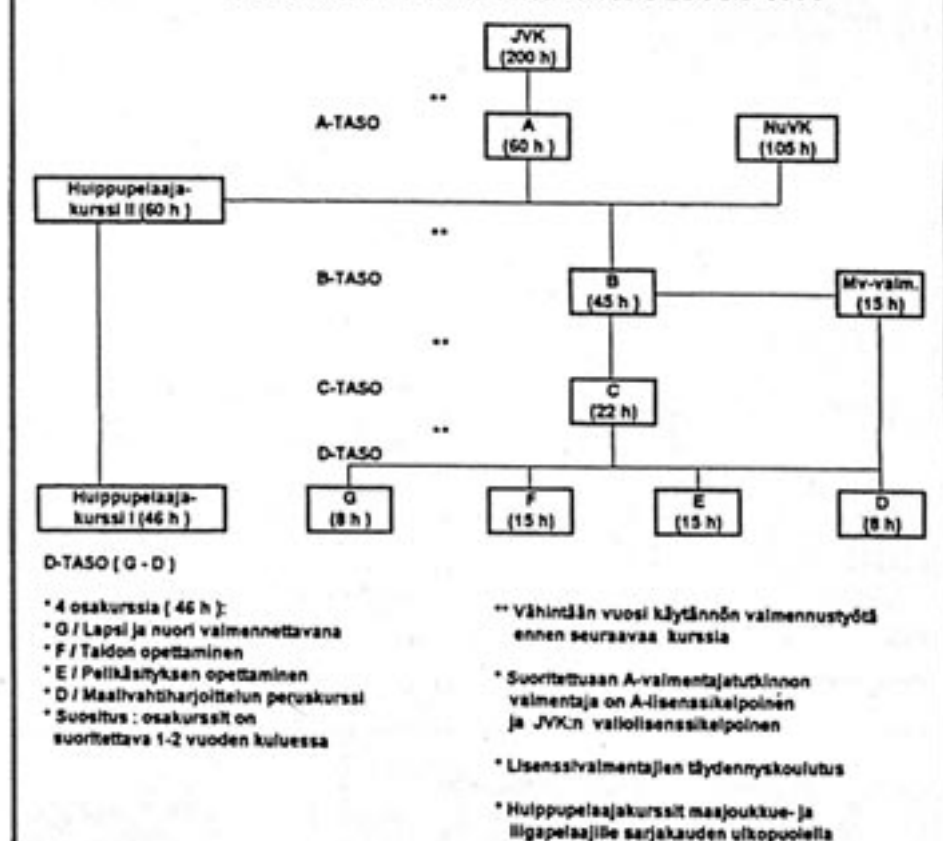 JVK
(200 h)
**
A-TASO
A
(60 h)
NuVK
(105 h)
Huippupelaaja-
kurssi II (60 h)
**
B-TASO
B
(45 h)
Mv-valm.
(15 h)
**
C-TASO
C
(22 h)
**
D-TASO
Huippupelaaja-
kurssi I (46 h)
G
(8 h)
F
(15 h)
E
(15 h)
D
(8 h)
D-TASO ( G - D )
* 4 osakurssia ( 46 h ):
* G / Lapsi ja nuori valmennettavana
* F / Taidon opettaminen
* E / Pelikäsityksen opettaminen
* D / Maalivahtiharjoittelun peruskurssi
* Suositus : osakurssit on
suoritettava 1-2 vuoden kuluessa
** Vähintään vuosi käytännön valmennustyötä
ennen seuraavaa kurssia
* Suoritettuaan A-valmentajatutkinnon
valmentaja on A-lisenssikelpoinen
ja JVK:n valiolisenssikelpoinen
* Lisenssivalmentajien täydennyskoulutus
* Huippupelaajakurssit maajoukkue- ja
liigapelaajille sarjakauden ulkopuolella